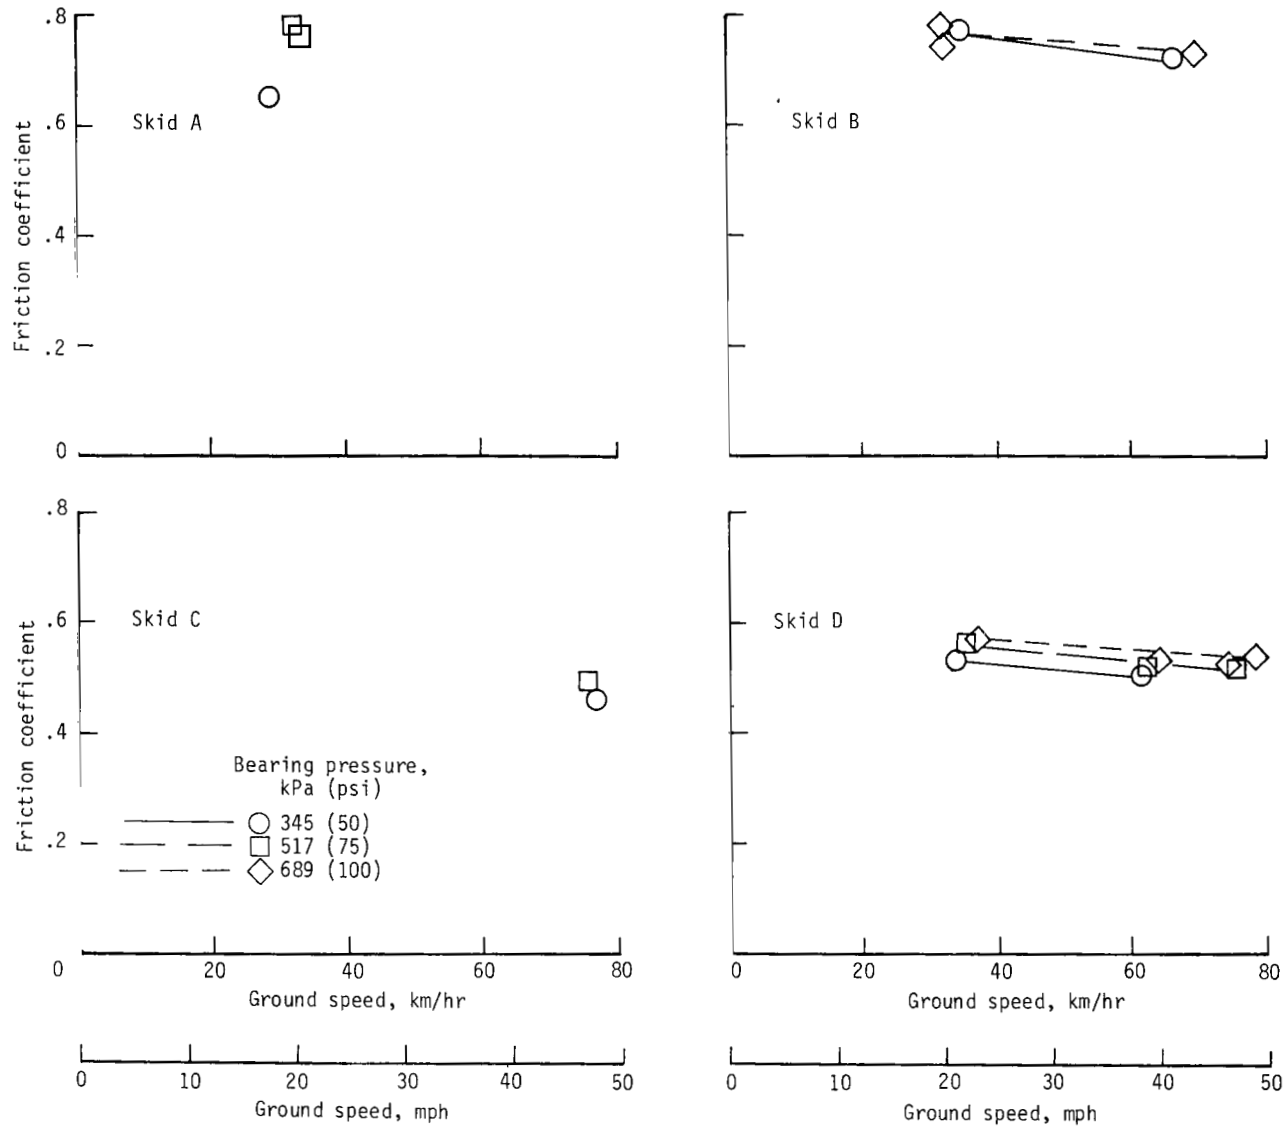 .8
.6
.4
.2
0
Friction coefficient
Skid A
Skid B
.8
.6
.4
.2
0
Friction coefficient
Skid C
Bearing pressure,
kPa (psi)
345 (50)
517 (75)
689 (100)
20 40 60 80
Ground speed, km/hr
0 10 20 30 40 50
Ground speed, mph
Skid D
0 20 40 60 80
Ground speed, km/hr
0 10 20 30 40 50
Ground speed, mph